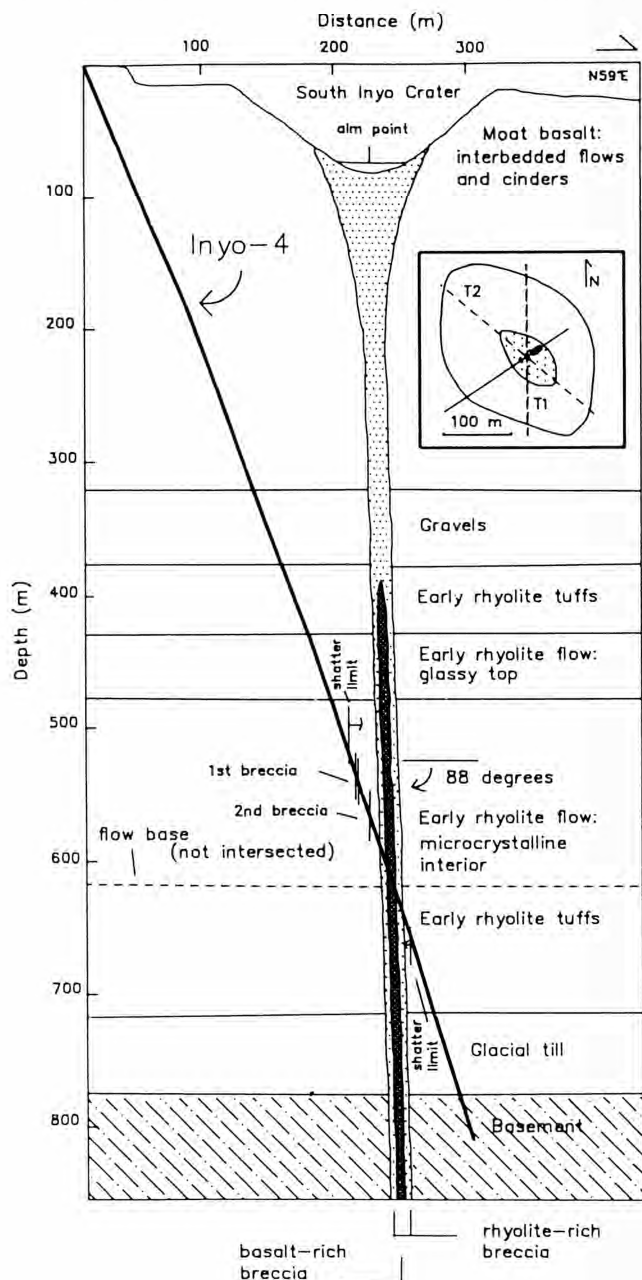 Distance (m)
100 200 300
N59°E
South Inyo Crater
aim point
Moat basalt:
interbedded flows
and cinders
100
Inyo-4
N
T2
T1
100 m
200
300
Gravels
Depth (m)
400
Early rhyolite tuffs
shatter
limit
Early rhyolite flow:
glassy top
500
1st breccia
88 degrees
2nd breccia
Early rhyolite flow:
microcrystalline
interior
flow base
(not intersected)
600
Early rhyolite tuffs
700
shatter
limit
Glacial till
800
Basement
rhyolite-rich
breccia
basalt-rich
breccia